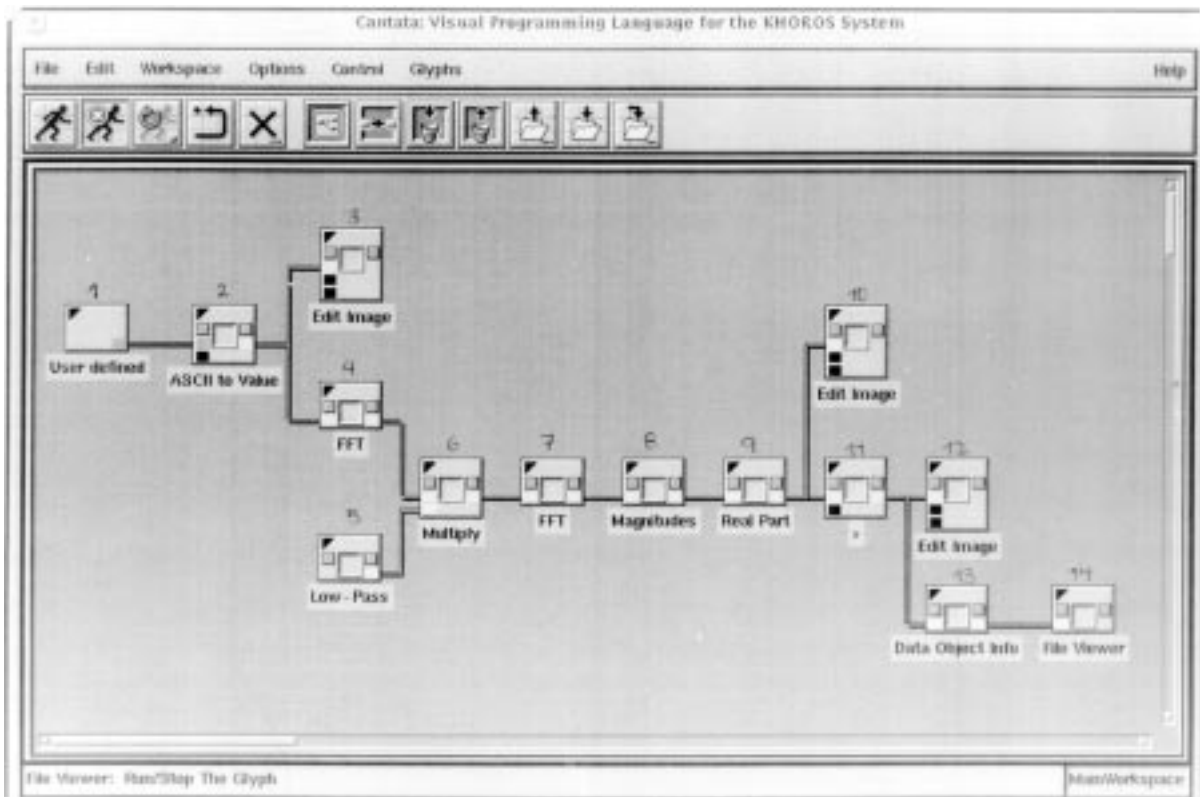 Cantata: Visual Programming Language for the KHOROS System
File Edit Workspace Options Control Glyphs Help
3
Edit Image
1
User defined
2
ASCII to Value
4
FFT
5
Low-Pass
6
Multiply
7
FFT
8
Magnitudes
9
Real Part
10
Edit Image
11
12
Edit Image
13
Data Object Info
14
File Viewer
File Viewer: Run/Stop The Glyph
MainWorkspace